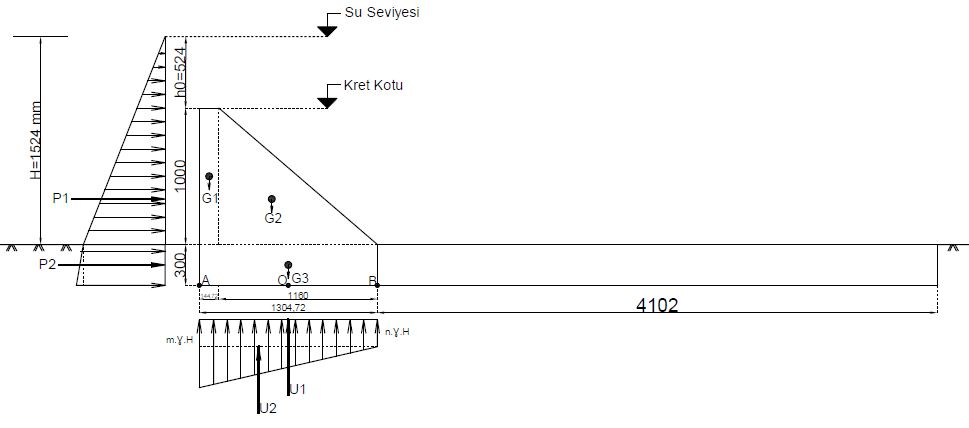 Su Seviyesi
h0=524
Kret Kotu
H=1524 mm
1000
P1
G1
G2
P2
300
A
O
G3
B
1160
1304,72
4102
m.Ɣ.H
n.Ɣ.H
U1
U2